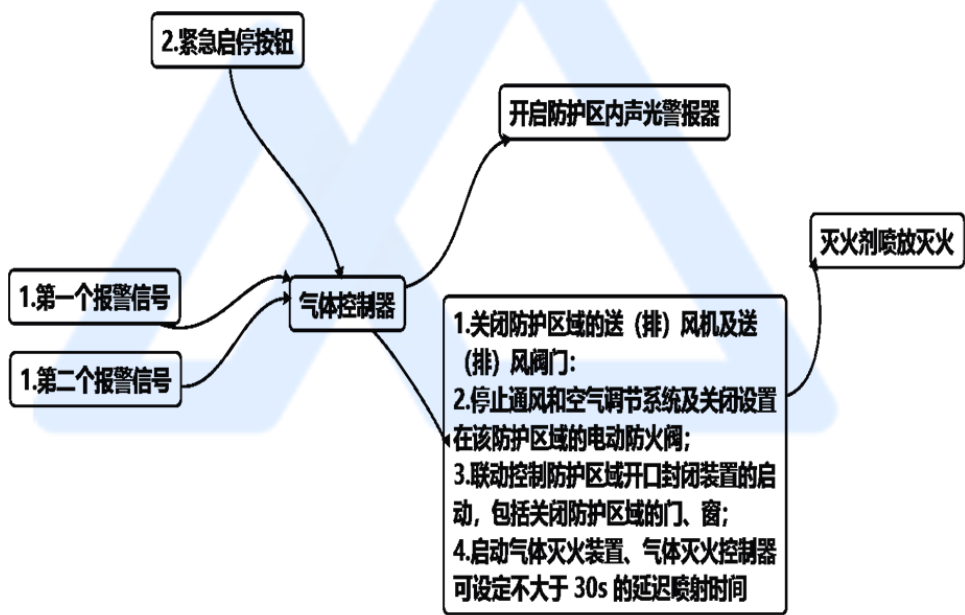 2.紧急启停按钮
开启防护区内声光警报器
灭火剂喷放灭火
1.第一个报警信号
气体控制器
1.第二个报警信号
1.关闭防护区域的送（排）风机及送
（排）风阀门：
2.停止通风和空气调节系统及关闭设置
在该防护区域的电动防火阀；
3.联动控制防护区域开口封闭装置的启
动，包括关闭防护区域的门、窗；
4.启动气体灭火装置、气体灭火控制器
可设定不大于 30s 的延迟喷射时间